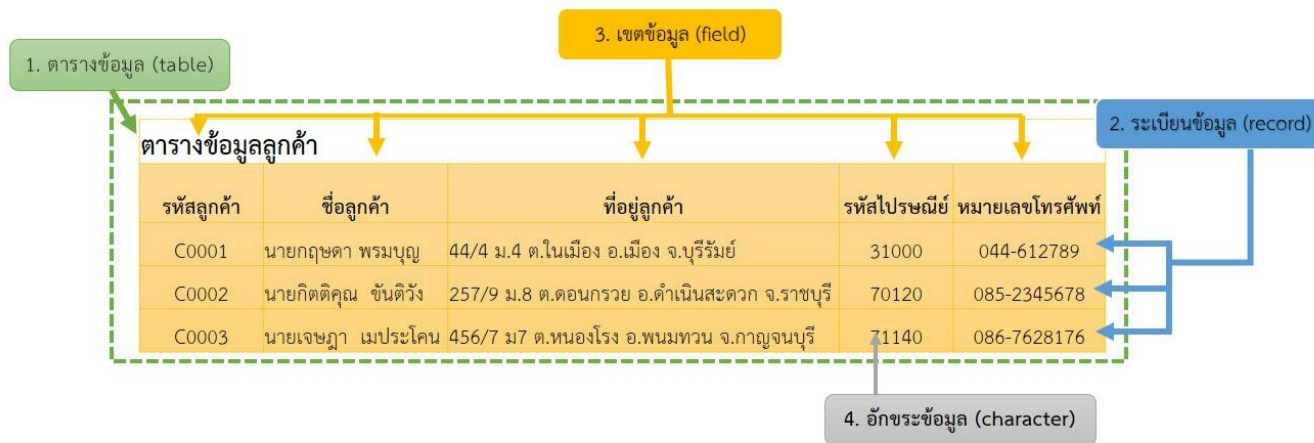 3. เขตข้อมูล (field)
1. ตารางข้อมูล (table)
2. ระเบียนข้อมูล (record)
ตารางข้อมูลลูกค้า
รหัสลูกค้า ชื่อลูกค้า ที่อยู่ลูกค้า รหัสไปรษณีย์ หมายเลขโทรศัพท์
C0001 นายกฤษดา พรมบุญ 44/4 ม.4 ต.ในเมือง อ.เมือง จ.บุรีรัมย์ 31000 044-612789
C0002 นายกิตติคุณ ขันติวัง 257/9 ม.8 ต.ดอนกรวย อ.ดำเนินสะดวก จ.ราชบุรี 70120 085-2345678
C0003 นายเจษฎา เมประโคน 456/7 ม7 ต.หนองโรง อ.พนมทวน จ.กาญจนบุรี 71140 086-7628176
4. อักขระข้อมูล (character)